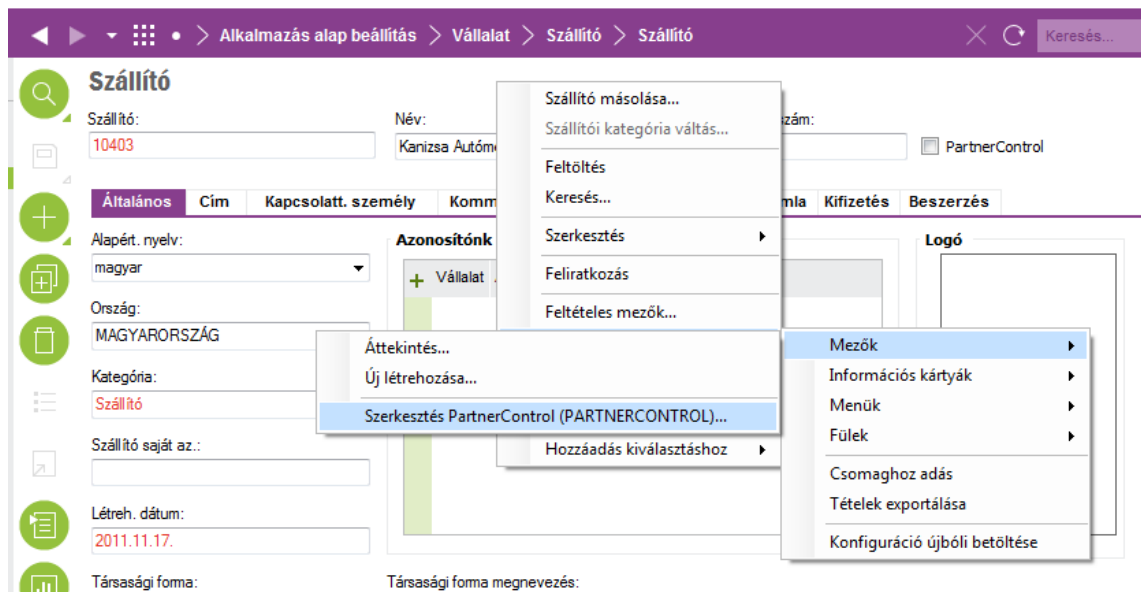 Alkalmazás alap beállítás > Vállalat > Szállító > Szállító
Keresés...
Szállító
Szállító:
Név:
szám:
10403
Kanizsa Autóme
PartnerControl
Általános
Cím
Kapcsolatt. személy
Komm
mla
Kifizetés
Beszerzés
Alapért. nyelv:
magyar
Ország:
MAGYARORSZÁG
Kategória:
Szállító
Szállító saját az.:
Létreh. dátum:
2011.11.17.
Társasági forma:
Társasági forma megnevezés:
Azonosítónk
Vállalat
Logó
Szállító másolása...
Szállítói kategória váltás...
Feltöltés
Keresés...
Szerkesztés
Feliratkozás
Feltételes mezők...
Hozzáadás kiválasztáshoz
Áttekintés...
Új létrehozása...
Szerkesztés PartnerControl (PARTNERCONTROL)...
Mezők
Információs kártyák
Menük
Fülek
Csomaghoz adás
Tételek exportálása
Konfiguráció újbóli betöltése